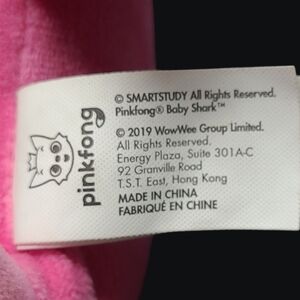 pinkfong
© SMARTSTUDY All Rights Reserved.
Pinkfong® Baby Shark™
© 2019 WowWee Group Limited.
All Rights Reserved.
Energy Plaza, Suite 301A-C
92 Granville Road
T.S.T. East, Hong Kong
MADE IN CHINA
FABRIQUÉ EN CHINE